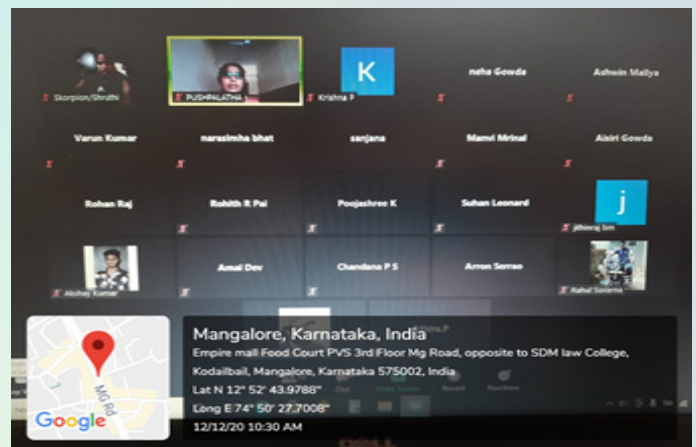 K
neha Gowda
Ashwin Mallya
Skorpion/Shruthi
PUSHPALATHA
Krishna P
Varun Kumar
narasimha bhat
sanjana
Manvi Mrinal
Aisiri Gowda
Rohan Raj
Rohith R Pai
Poojashree K
Suhan Leonard
j
jithinraj bm
Akshay Kumar
Amal Dev
Chandana P S
Arron Serrao
Rahul Suvarna
Mangalore, Karnataka, India
Empire mall Food Court PVS 3rd Floor Mg Road, opposite to SDM law College,
Kodailbail, Mangalore, Karnataka 575002, India
Lat N 12° 52' 43.9788"
Long E 74° 50' 27.7008"
12/12/20 10:30 AM
MG Rd
Google